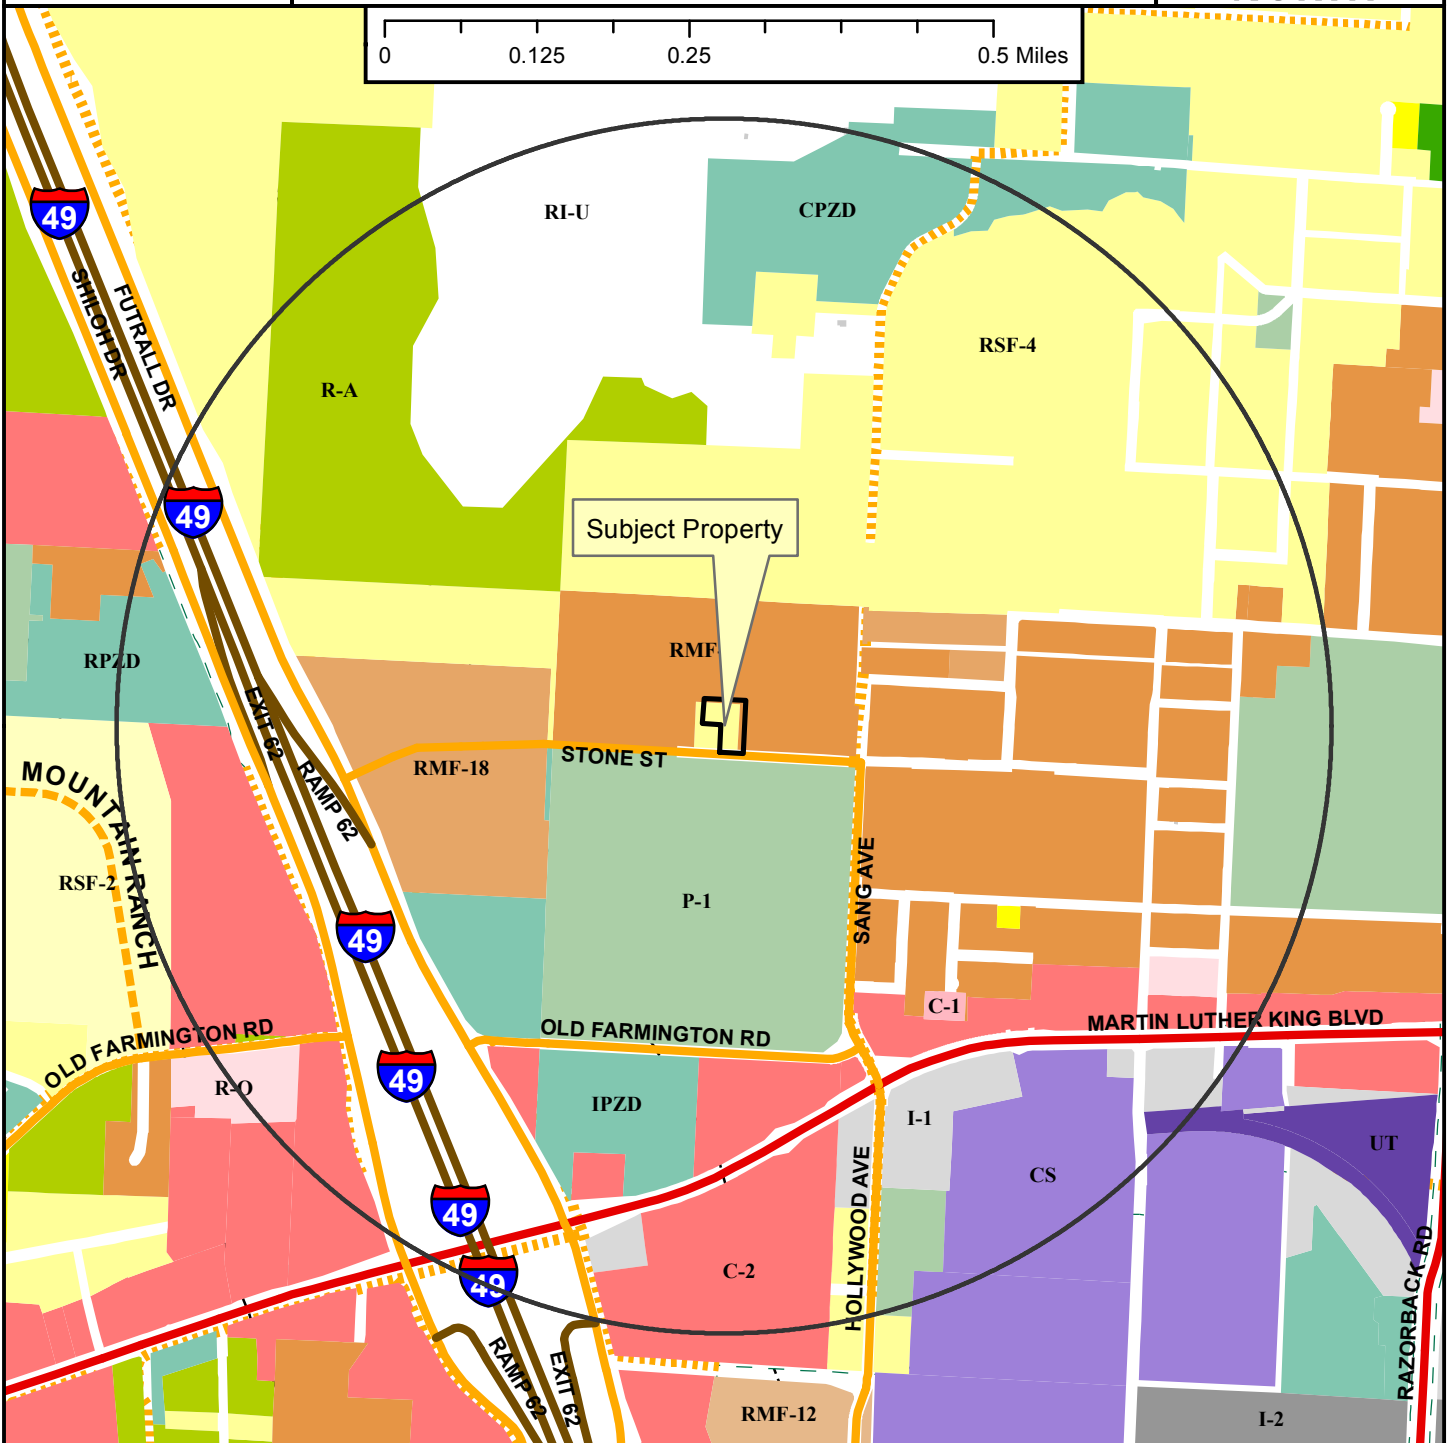 0 0.125 0.25 0.5 Miles
49
RI-U
CPZD
SHILOH DR
FUTRALL DR
RSF-4
R-A
49
Subject Property
RMF-
RPZD
EXIT 62
RAMP 62
STONE ST
RMF-18
MOUNTAIN RANCH
RSF-2
P-1
SANG AVE
49
C-1
MARTIN LUTHER KING BLVD
OLD FARMINGTON RD
OLD FARMINGTON RD
49
R-O
IPZD
I-1
UT
CS
HOLLYWOOD AVE
49
C-2
49
RAZORBACK RD
RAMP 62
EXIT 62
RMF-12
I-2